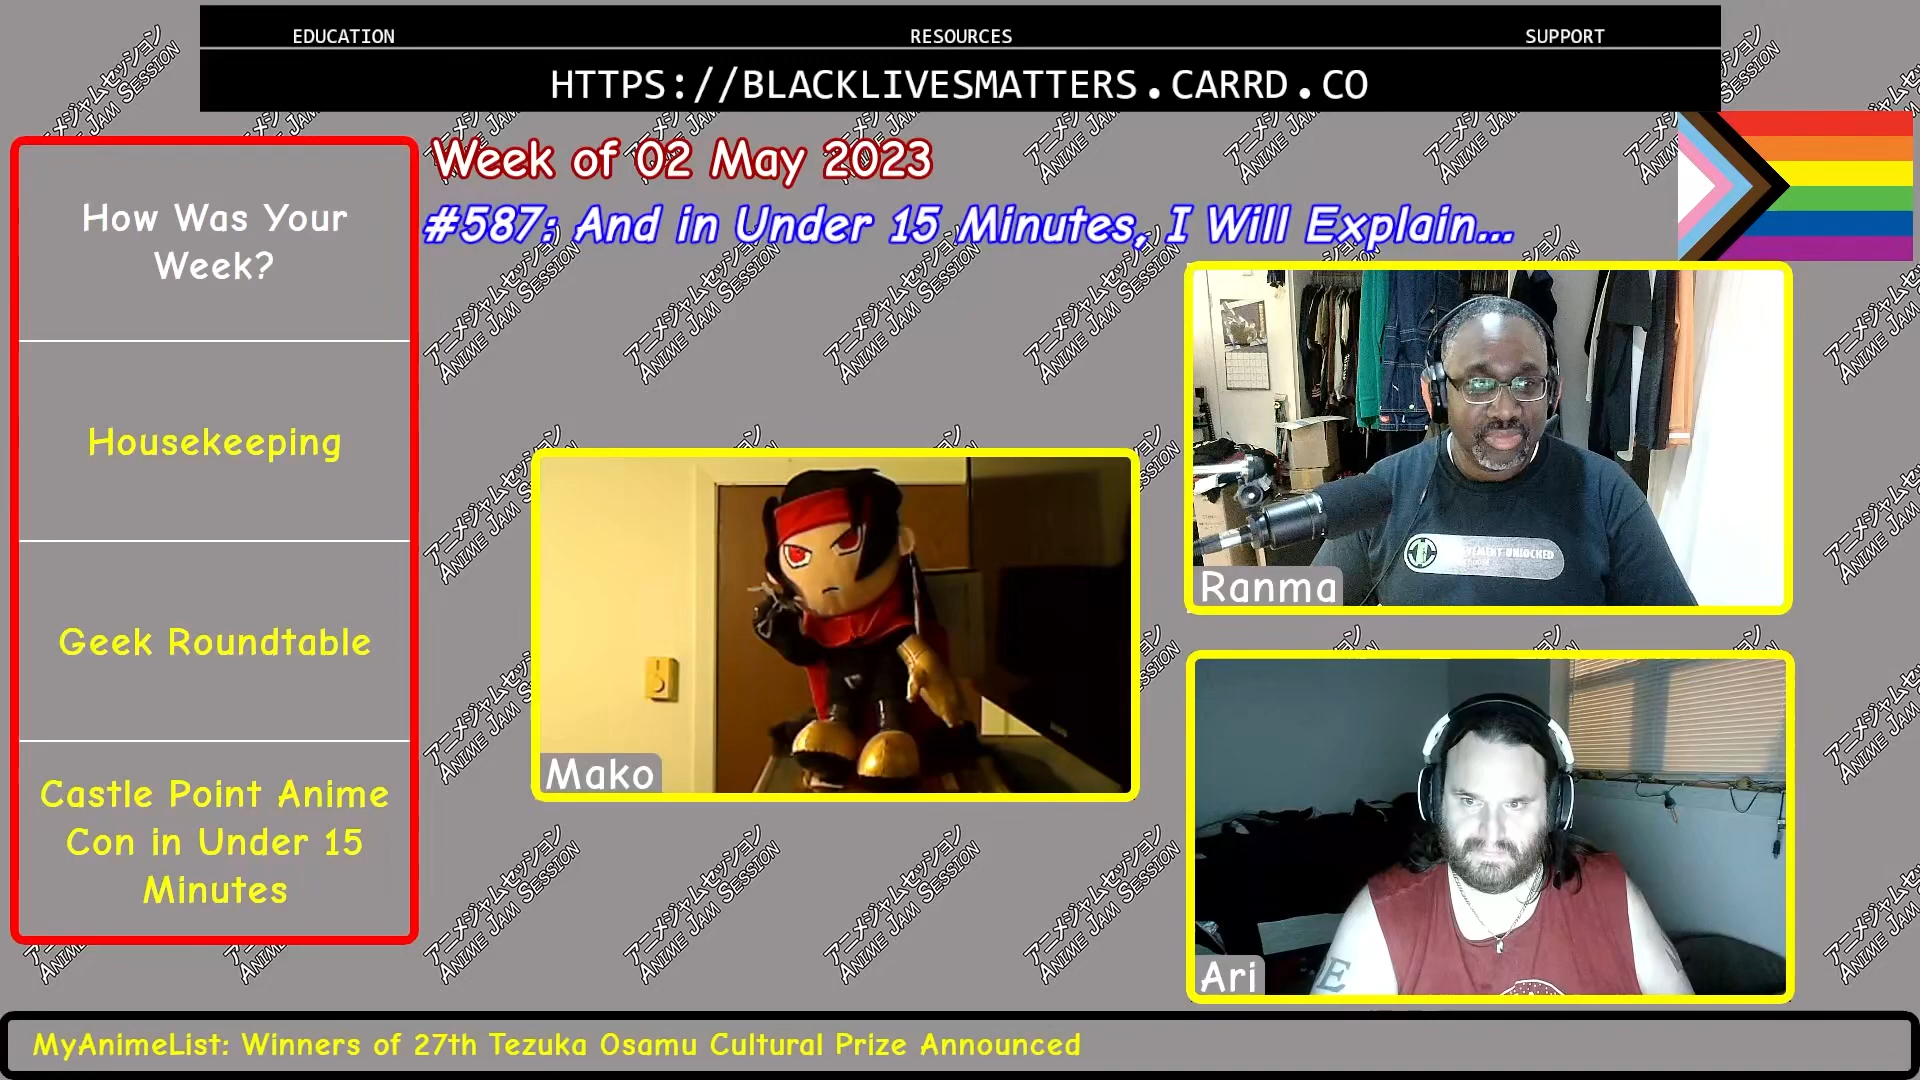 EDUCATION
RESOURCES
SUPPORT
HTTPS://BLACKLIVESMATTERS.CARRD.CO
Week of 02 May 2023
#587: And in Under 15 Minutes, I Will Explain...
How Was Your
Week?
Housekeeping
Geek Roundtable
Castle Point Anime
Con in Under 15
Minutes
Mako
Ranma
UNLOCKED
Ari
E
アニメジャムセッション
ANIME JAM SESSION
MyAnimeList: Winners of 27th Tezuka Osamu Cultural Prize Announced